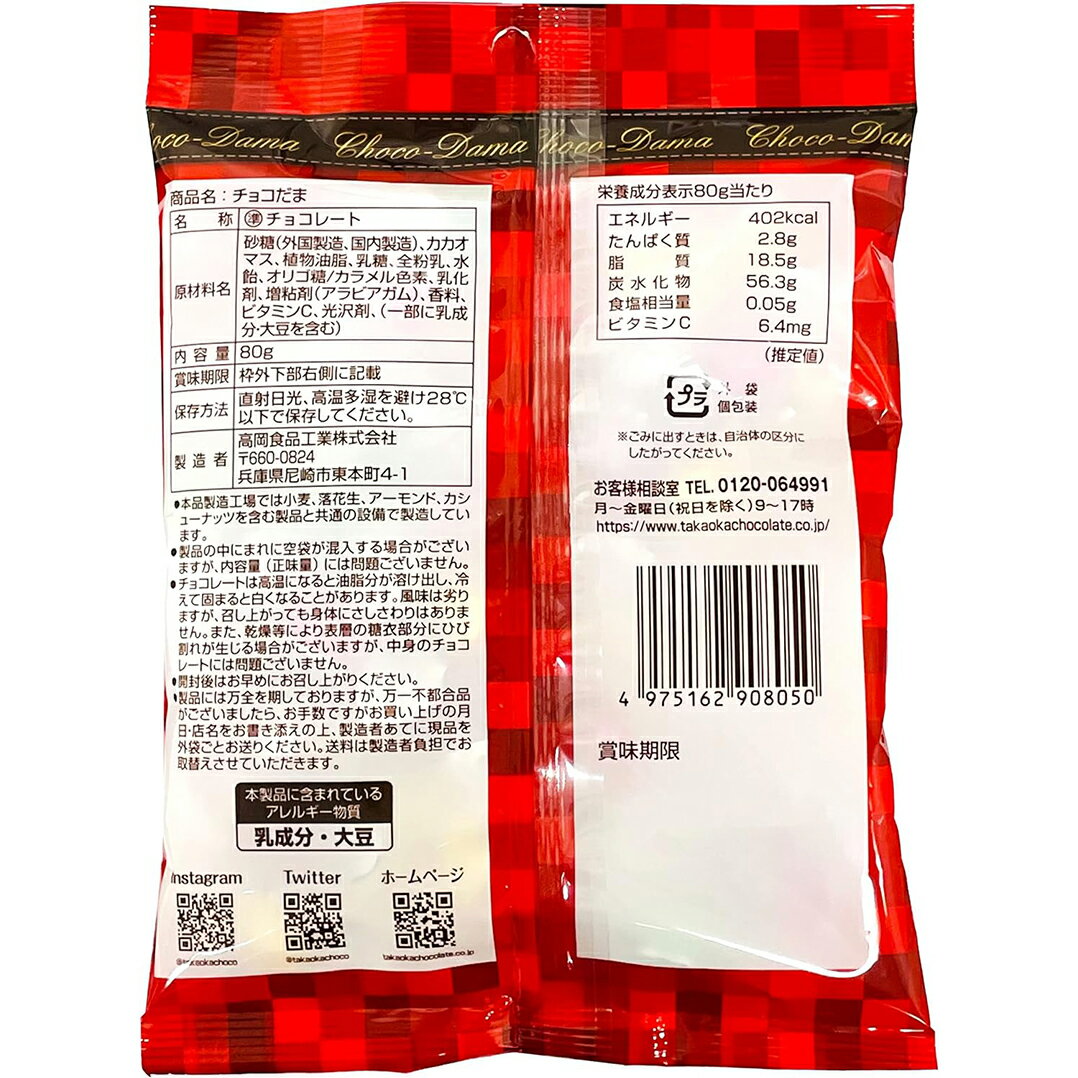 Choco-Dama Choco-Dama Choco-Dama Choco-Dam
商品名：チョコだま
名称 ㊟チョコレート
原材料名 砂糖(外国製造、国内製造)、カカオ
マス、植物油脂、乳糖、全粉乳、水
飴、オリゴ糖/カラメル色素、乳化
剤、増粘剤(アラビアガム)、香料、
ビタミンC、光沢剤、(一部に乳成
分・大豆を含む)
内容量 80g
賞味期限 枠外下部右側に記載
保存方法 直射日光、高温多湿を避け28℃
以下で保存してください。
製造者 高岡食品工業株式会社
〒660-0824
兵庫県尼崎市東本町4-1
●本品製造工場では小麦、落花生、アーモンド、カシ
ューナッツを含む製品と共通の設備で製造してい
ます。
●製品の中にまれに空袋が混入する場合がござい
ますが、内容量(正味量)には問題ございません。
●チョコレートは高温になると油脂分が溶け出し、冷
えて固まると白くなることがあります。風味は劣り
ますが、召し上がっても身体にさしさわりはありま
せん。また、乾燥等により表層の糖衣部分にひび
割れが生じる場合がございますが、中身のチョコ
レートには問題ございません。
●開封後はお早めにお召し上がりください。
●製品には万全を期しておりますが、万一不都合品
がございましたら、お手数ですがお買い上げの月
日・店名をお書き添えの上、製造者あてに現品を
外袋ごとお送りください。送料は製造者負担でお
取替えさせていただきます。
本製品に含まれている
アレルギー物質
乳成分・大豆
Instagram Twitter ホームページ
@takaokachoco @takaokachoco takaokachocolate.co.jp
栄養成分表示80g当たり
エネルギー 402kcal
たんぱく質 2.8g
脂質 18.5g
炭水化物 56.3g
食塩相当量 0.05g
ビタミンC 6.4mg
(推定値)
プラ 外袋
個包装
※ごみに出すときは、自治体の区分に
したがってください。
お客様相談室 TEL. 0120-064991
月～金曜日(祝日を除く)9～17時
https://www.takaokachocolate.co.jp/
4 975162 908050
賞味期限